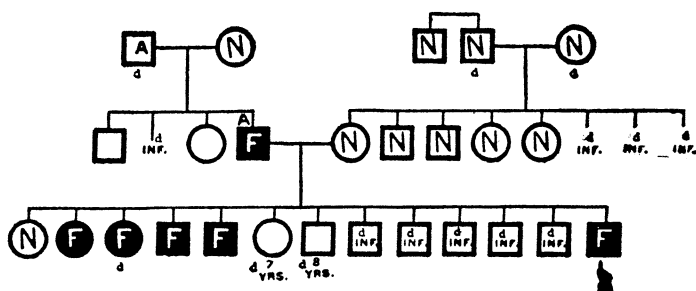 A N N N N
d d d
A
d F N N N N N d d d
INF. INF. INF. INF.
N F F F F d d d d d F
INF. INF. INF. INF. INF.
d d 7 d 8
YRS. YRS.